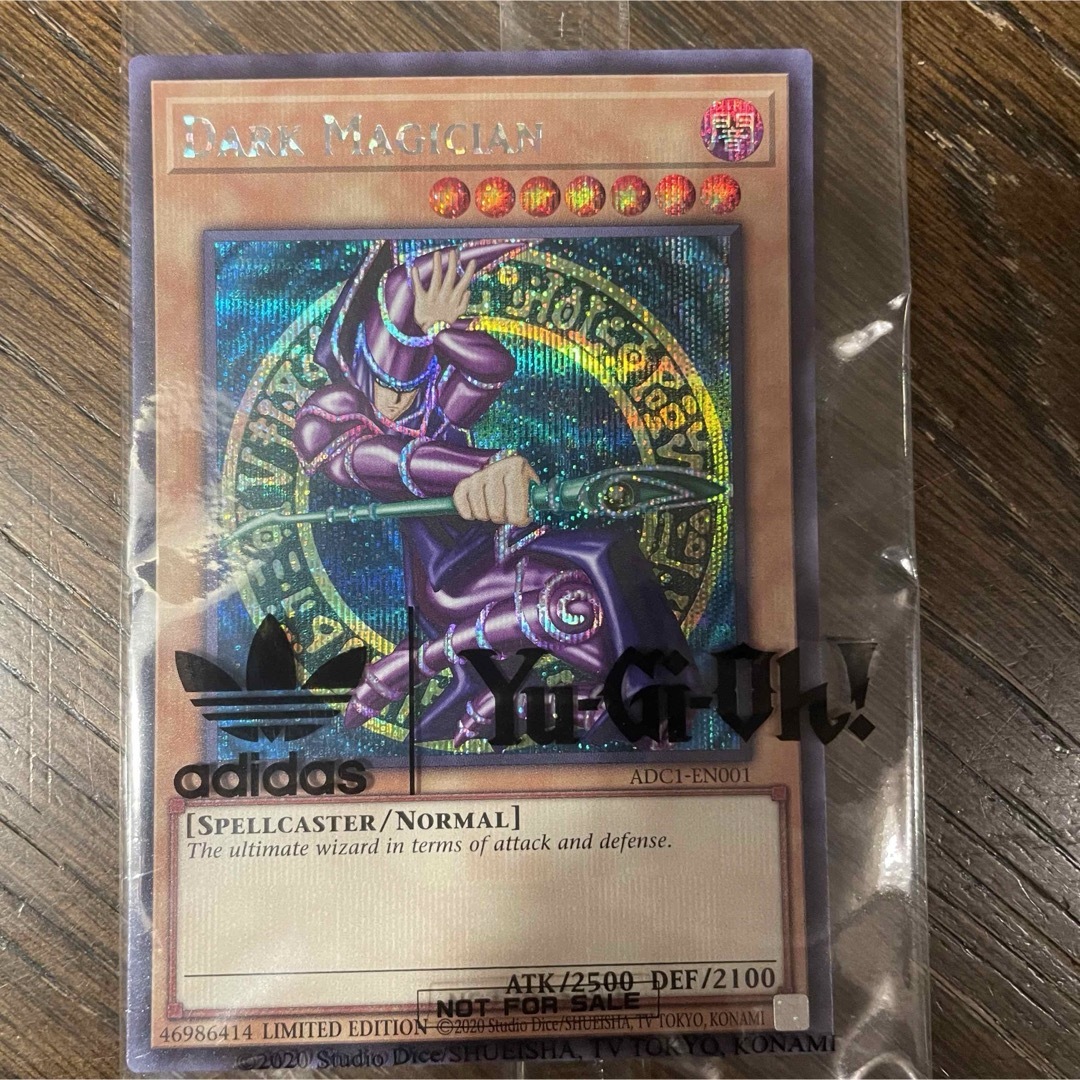 DARK MAGICIAN
闇
adidas
Yu-Gi-Oh!
ADC1-EN001
[SPELLCASTER/NORMAL]
The ultimate wizard in terms of attack and defense.
ATK/2500 DEF/2100
NOT FOR SALE
46986414 LIMITED EDITION ©2020 Studio Dice/SHUEISHA, TV TOKYO, KONAMI
©2020 Studio Dice/SHUEISHA, TV TOKYO, KONAMI